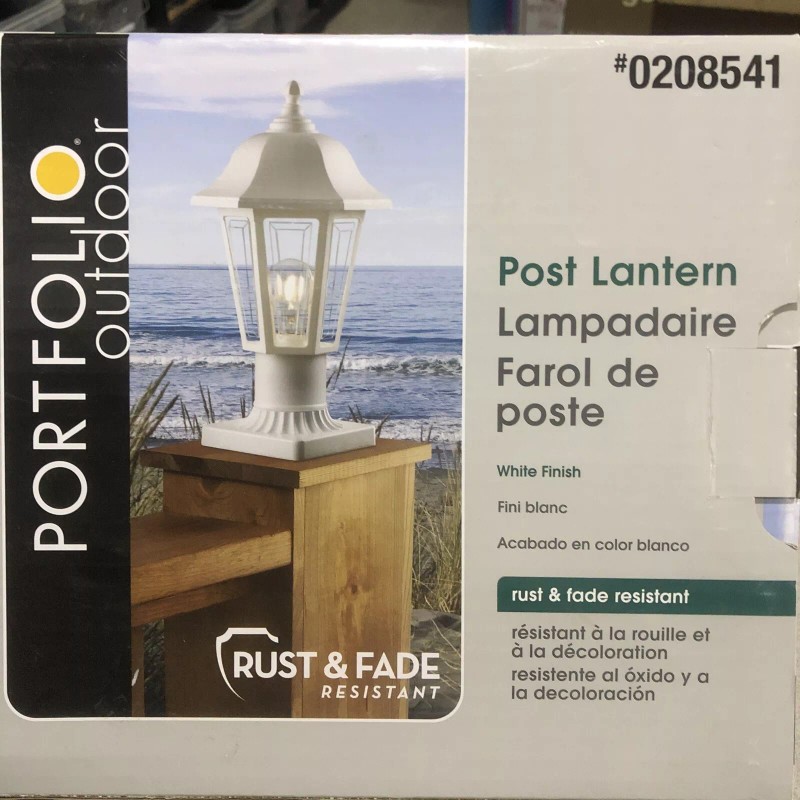 #0208541
PORTFOLIO®
outdoor
Post Lantern
Lampadaire
Farol de
poste
White Finish
Fini blanc
Acabado en color blanco
rust & fade resistant
résistant à la rouille et
à la décoloration
resistente al óxido y a
la decoloración
RUST & FADE
RESISTANT